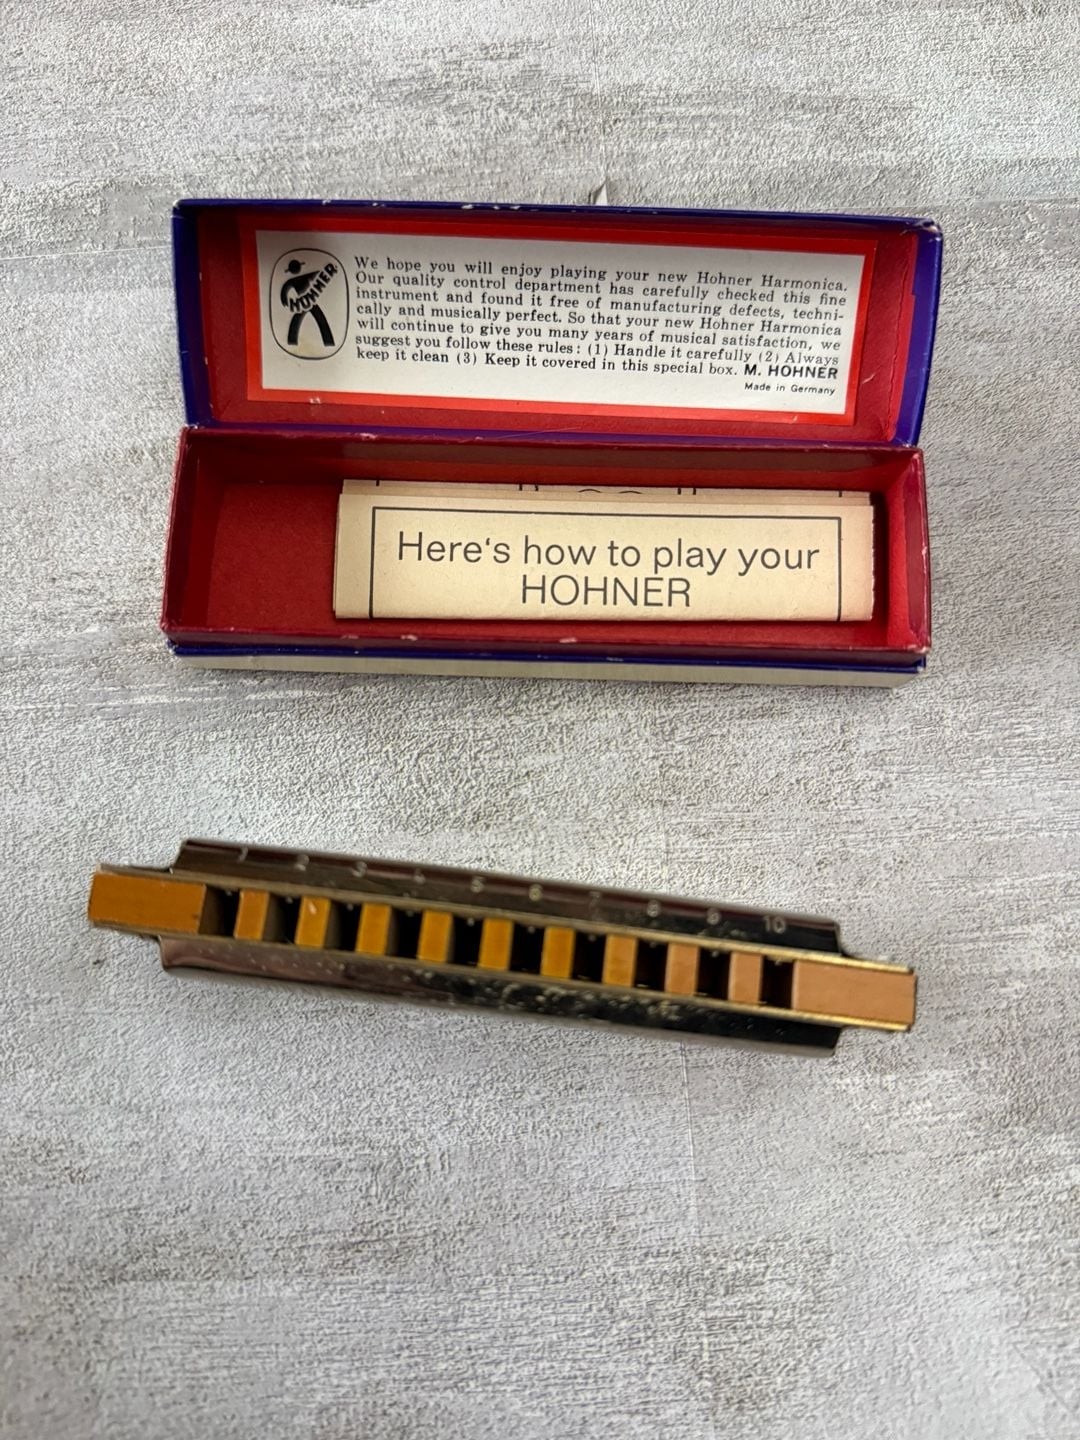 HOHNER
We hope you will enjoy playing your new Hohner Harmonica.
Our quality control department has carefully checked this fine
instrument and found it free of manufacturing defects, techni-
cally and musically perfect. So that your new Hohner Harmonica
will continue to give you many years of musical satisfaction, we
suggest you follow these rules: (1) Handle it carefully (2) Always
keep it clean (3) Keep it covered in this special box. M. HOHNER
Made in Germany
Here's how to play your
HOHNER
1 2 3 4 5 6 7 8 9 10